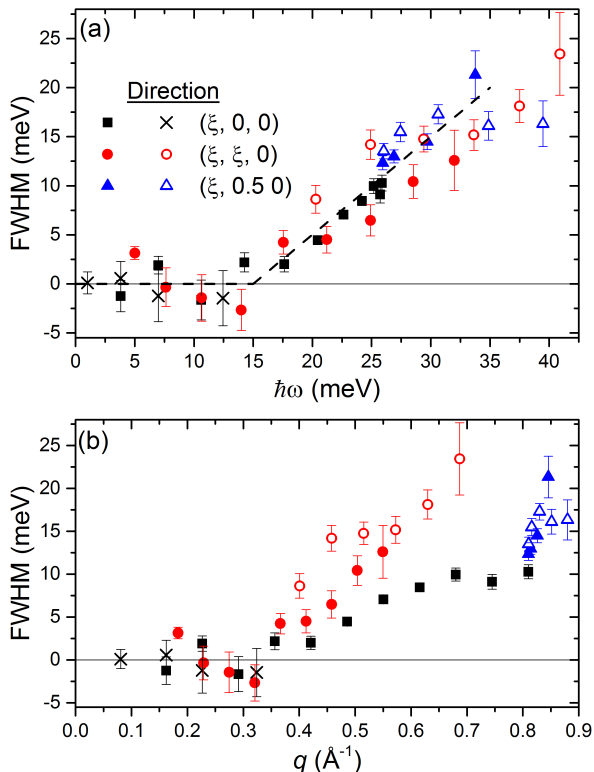 (a)
Direction
(ξ, 0, 0)
(ξ, ξ, 0)
(ξ, 0.5 0)
FWHM (meV)
25
20
15
10
5
0
-5
0 5 10 15 20 25 30 35 40
ħω (meV)
(b)
FWHM (meV)
25
20
15
10
5
0
-5
0.0 0.1 0.2 0.3 0.4 0.5 0.6 0.7 0.8 0.9
q (Å⁻¹)